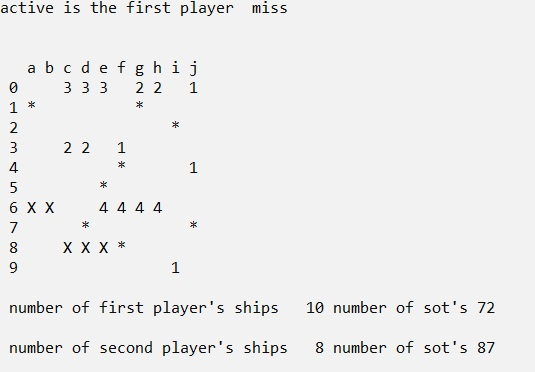 active is the first player  miss
   a b c d e f g h i j
 0     3 3 3   2 2   1
 1 *           *
 2                 *
 3     2 2   1
 4           *       1
 5         *
 6 X X     4 4 4 4
 7       *           *
 8     X X X *
 9                 1
 number of first player's ships   10 number of sot's 72
 number of second player's ships   8 number of sot's 87